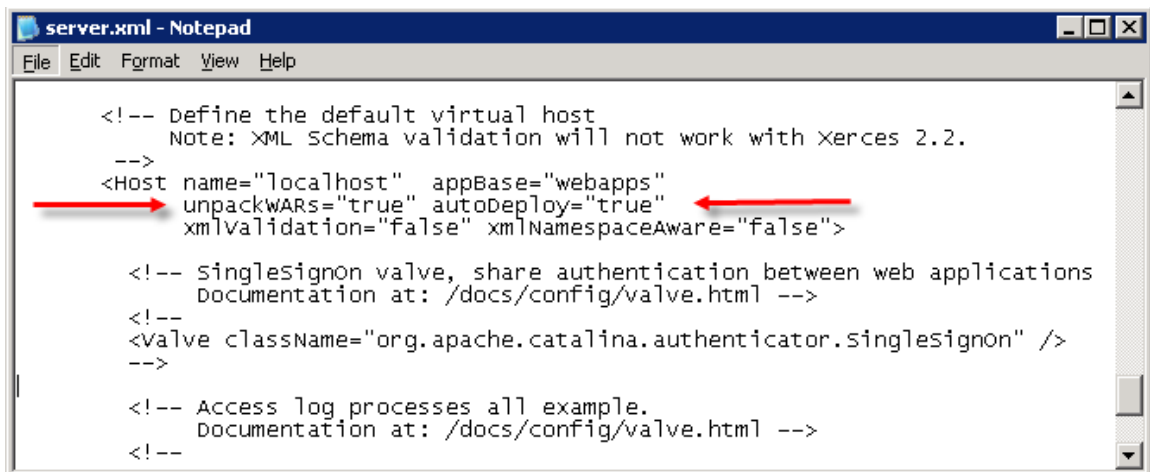 server.xml - Notepad
File Edit Format View Help
<!-- Define the default virtual host
Note: XML Schema validation will not work with Xerces 2.2.
-->
<Host name="localhost" appBase="webapps"
unpackWARs="true" autoDeploy="true"
xmlValidation="false" xmlNamespaceAware="false">
<!-- SingleSignOn valve, share authentication between web applications
Documentation at: /docs/config/valve.html -->
<!--
<Valve className="org.apache.catalina.authenticator.SingleSignOn" />
-->
<!-- Access log processes all example.
Documentation at: /docs/config/valve.html -->
<!--